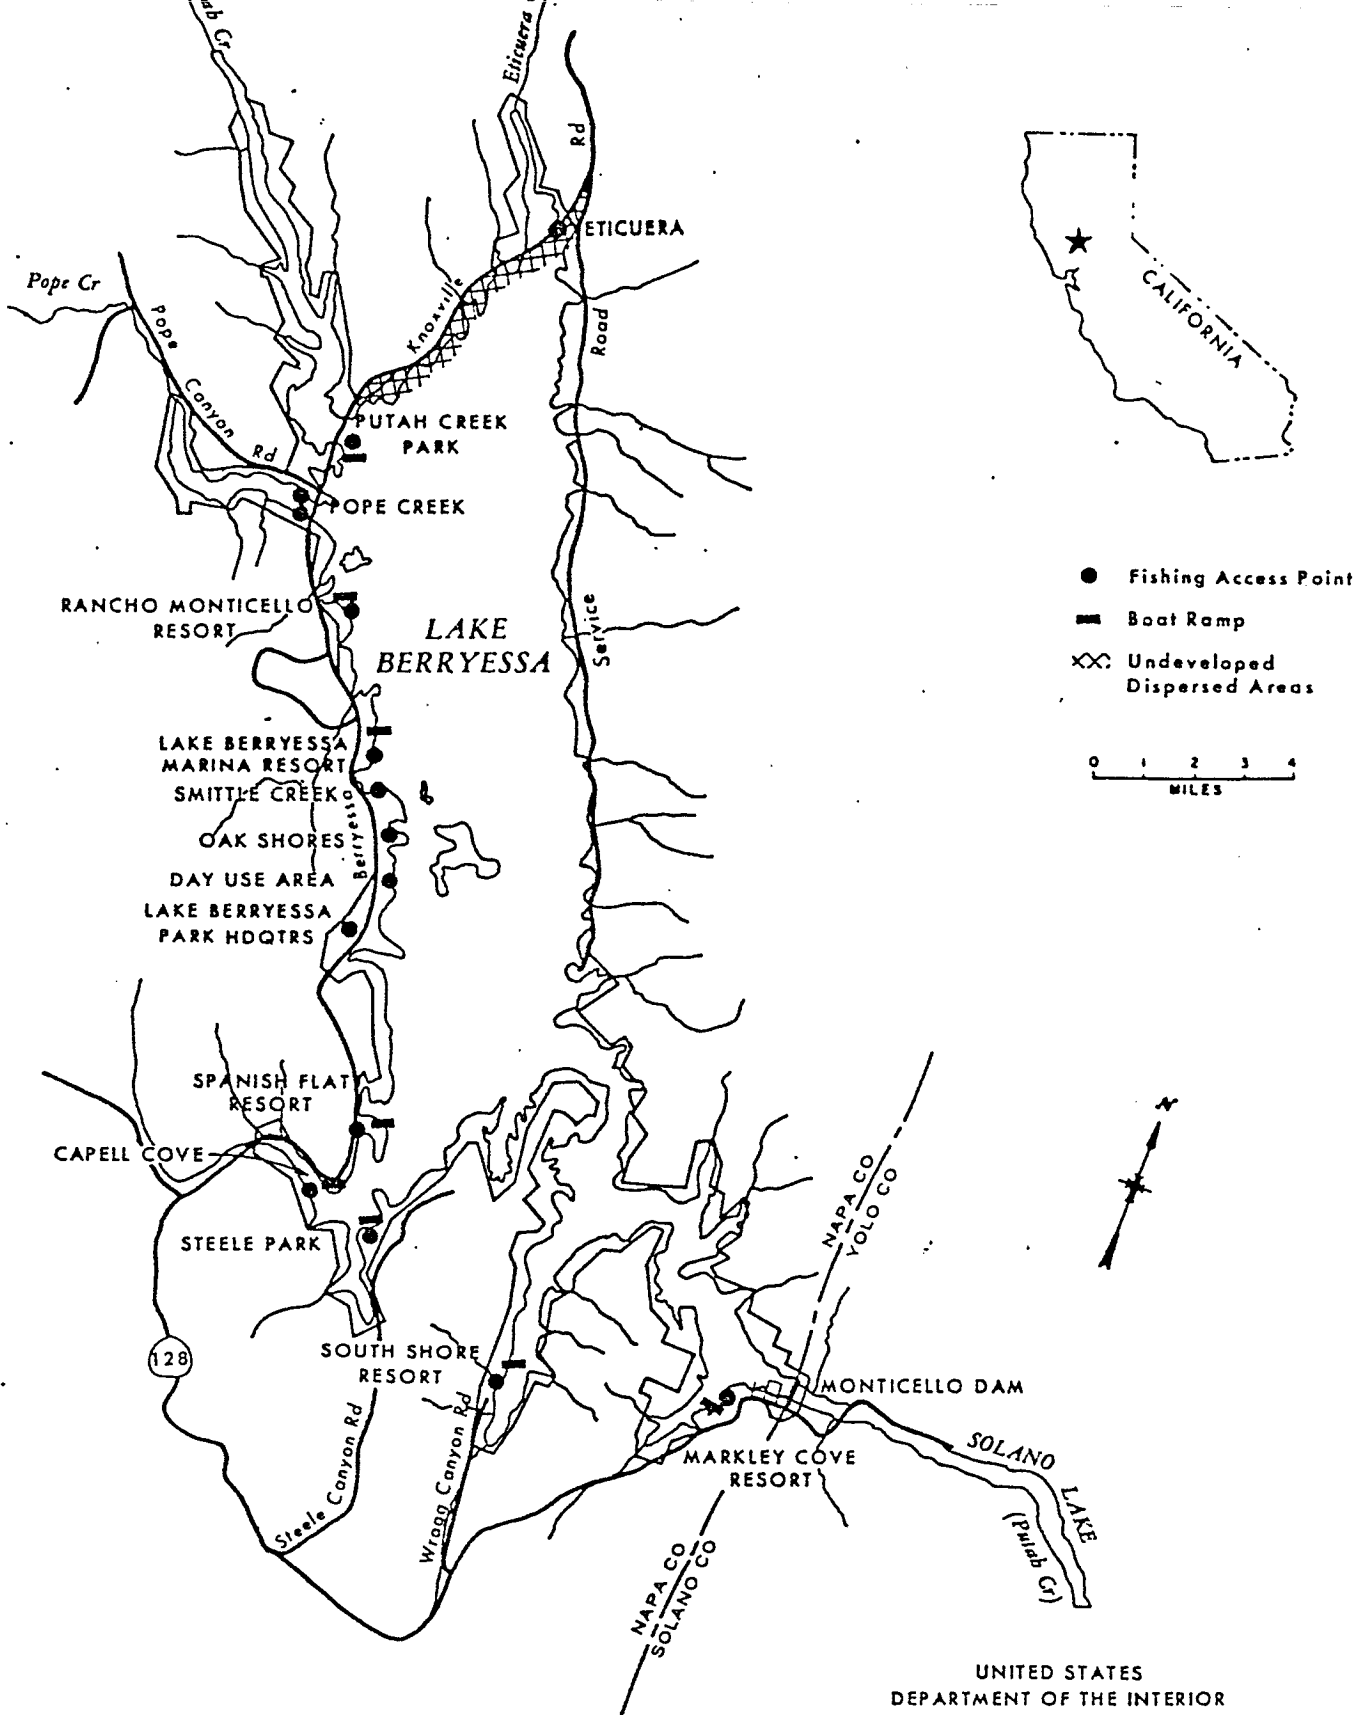 Eticuera
Rd
ETICUERA
Pope Cr
Pope
Canyon
Rd
Knoxville
Road
CALIFORNIA
PUTAH CREEK
PARK
POPE CREEK
RANCHO MONTICELLO
RESORT
LAKE
BERRYESSA
Service
Fishing Access Point
Boat Ramp
Undeveloped
Dispersed Areas
0 1 2 3 4
MILES
LAKE BERRYESSA
MARINA RESORT
SMITTLE CREEK
OAK SHORES
Berryessa
DAY USE AREA
LAKE BERRYESSA
PARK HDQTRS
SPANISH FLAT
RESORT
CAPELL COVE
STEELE PARK
N
NAPA CO
YOLO CO
128
SOUTH SHORE
RESORT
MONTICELLO DAM
MARKLEY COVE
RESORT
SOLANO
LAKE
(Putah Cr)
Steele Canyon Rd
Wragg Canyon Rd
NAPA CO
SOLANO CO
UNITED STATES
DEPARTMENT OF THE INTERIOR